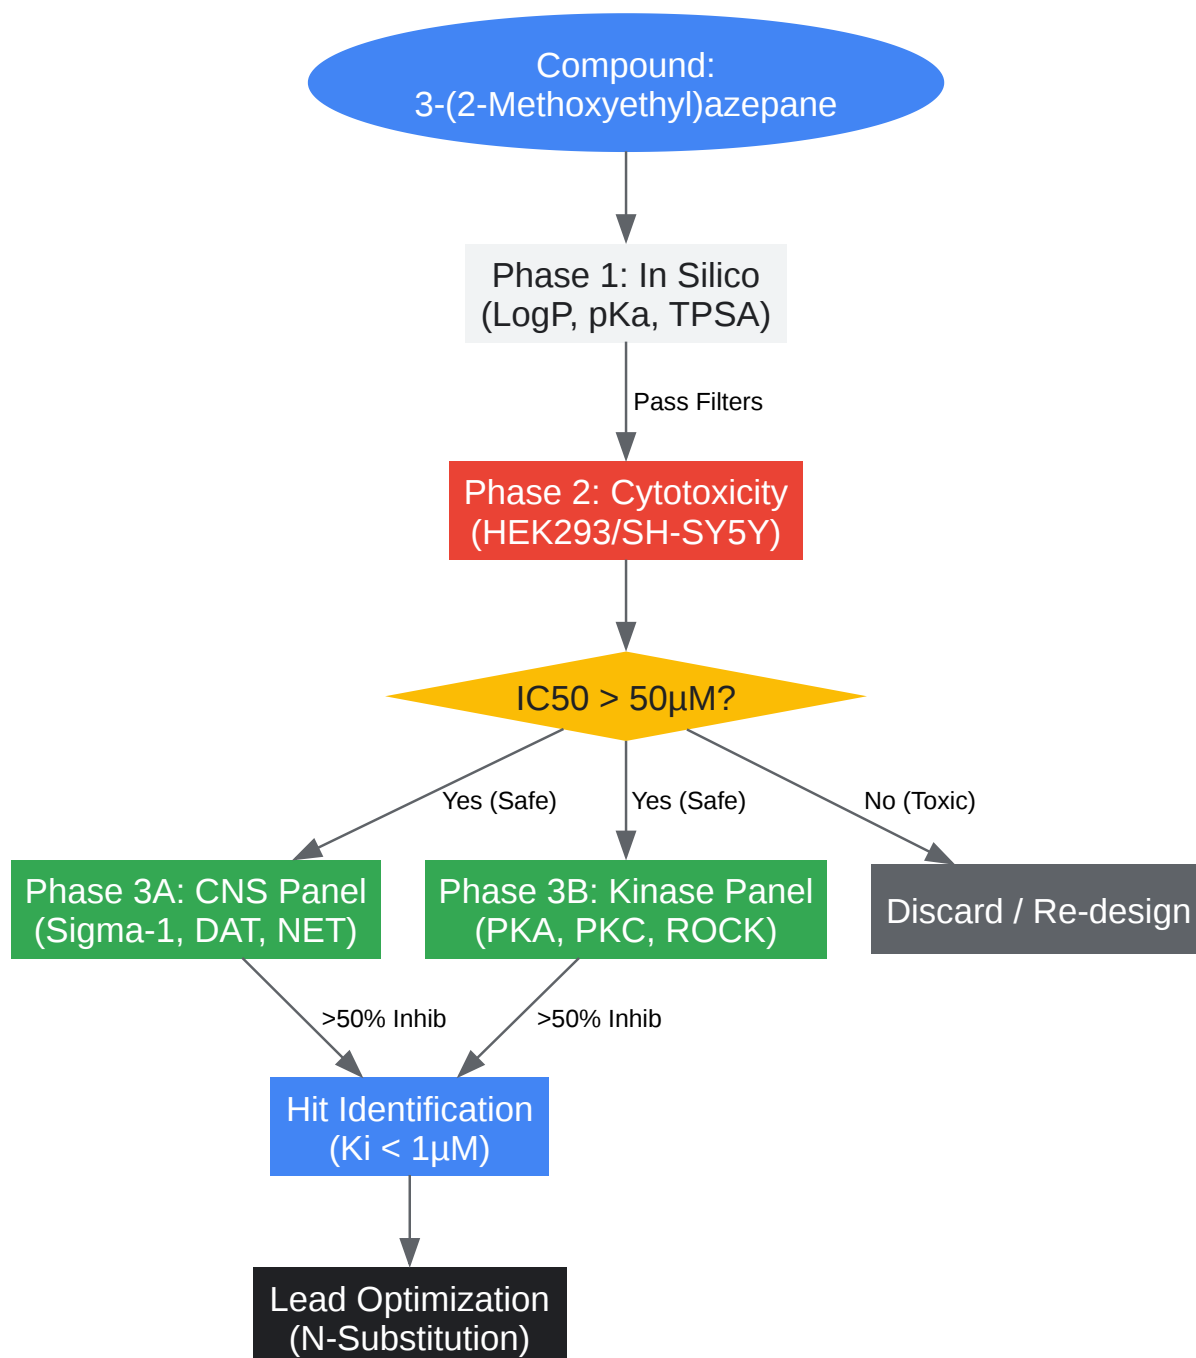 Compound:
3-(2-Methoxyethyl)azepane
Phase 1: In Silico
(LogP, pKa, TPSA)
Pass Filters
Phase 2: Cytotoxicity
(HEK293/SH-SY5Y)
IC50 > 50µM?
Yes (Safe)
Yes (Safe)
No (Toxic)
Phase 3A: CNS Panel
(Sigma-1, DAT, NET)
Phase 3B: Kinase Panel
(PKA, PKC, ROCK)
Discard / Re-design
>50% Inhib
>50% Inhib
Hit Identification
(Ki < 1µM)
Lead Optimization
(N-Substitution)